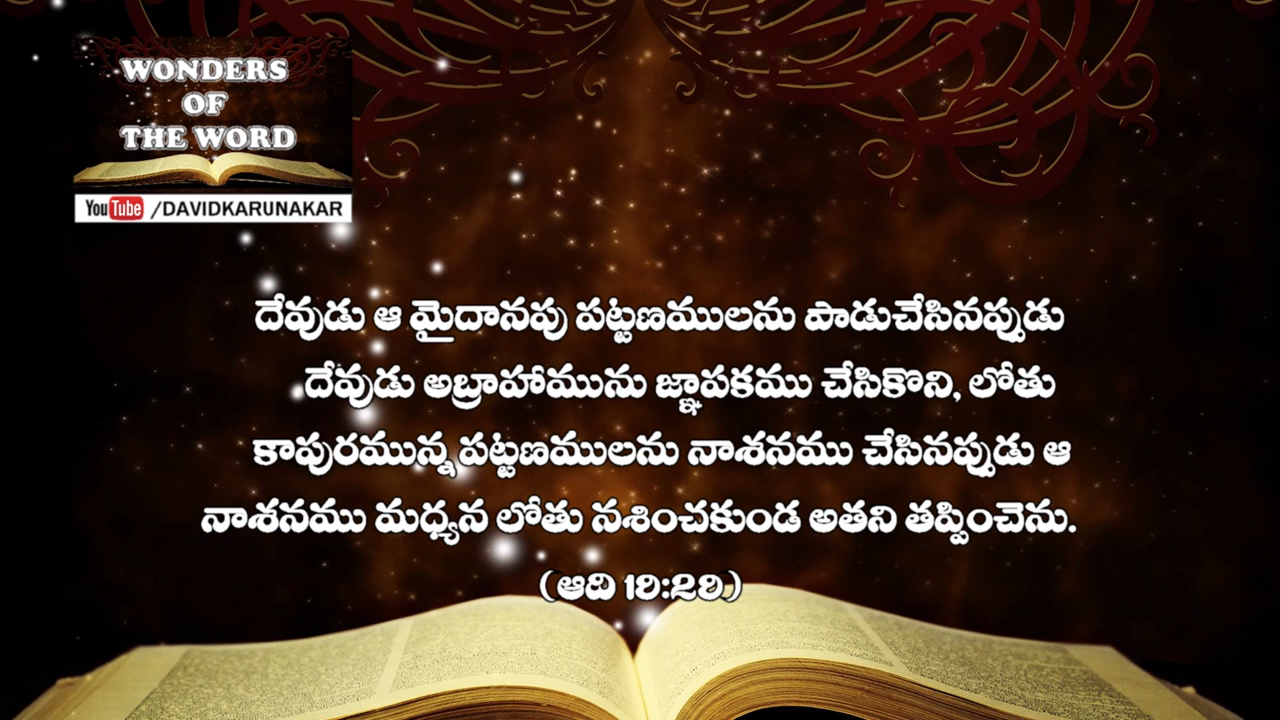 WONDERS
OF
THE WORD
YouTube /DAVIDKARUNAKAR
దేవుడు ఆ మైదానపు పట్టణములను పాడుచేసినప్పుడు
దేవుడు అబ్రాహామును జ్ఞాపకము చేసికొని, లోతు
కాపురమున్న పట్టణములను నాశనము చేసినప్పుడు ఆ
నాశనము మధ్యన లోతు నశించకుండ అతని తప్పించెను.
(ఆది 19:29)